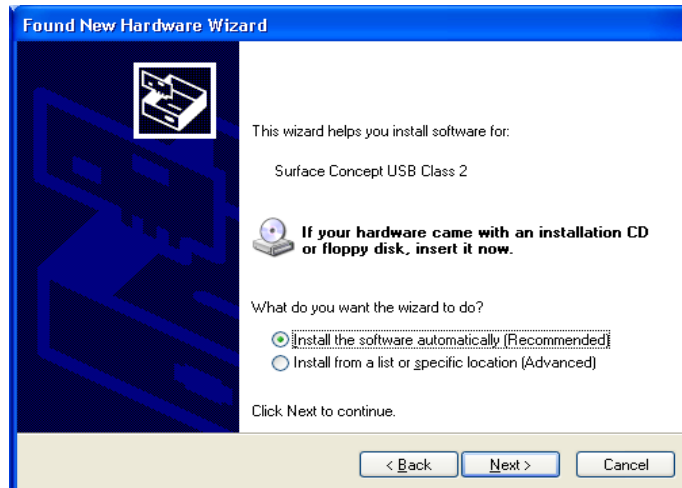 Found New Hardware Wizard
This wizard helps you install software for:
Surface Concept USB Class 2
If your hardware came with an installation CD
or floppy disk, insert it now.
What do you want the wizard to do?
Install the software automatically (Recommended)
Install from a list or specific location (Advanced)
Click Next to continue.
< Back Next > Cancel